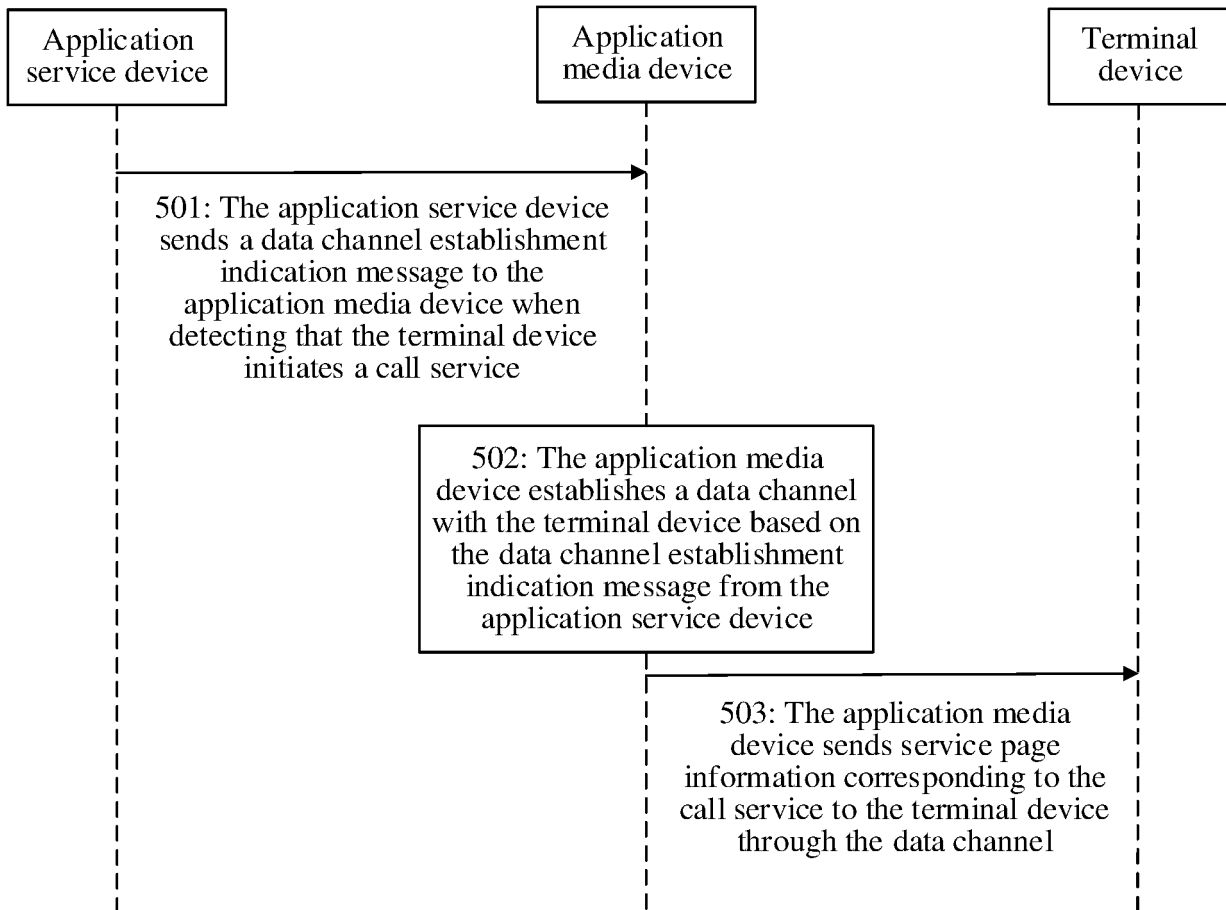 Application
service device
Application
media device
Terminal
device
501: The application service device
sends a data channel establishment
indication message to the
application media device when
detecting that the terminal device
initiates a call service
502: The application media
device establishes a data channel
with the terminal device based on
the data channel establishment
indication message from the
application service device
503: The application media
device sends service page
information corresponding to the
call service to the terminal device
through the data channel